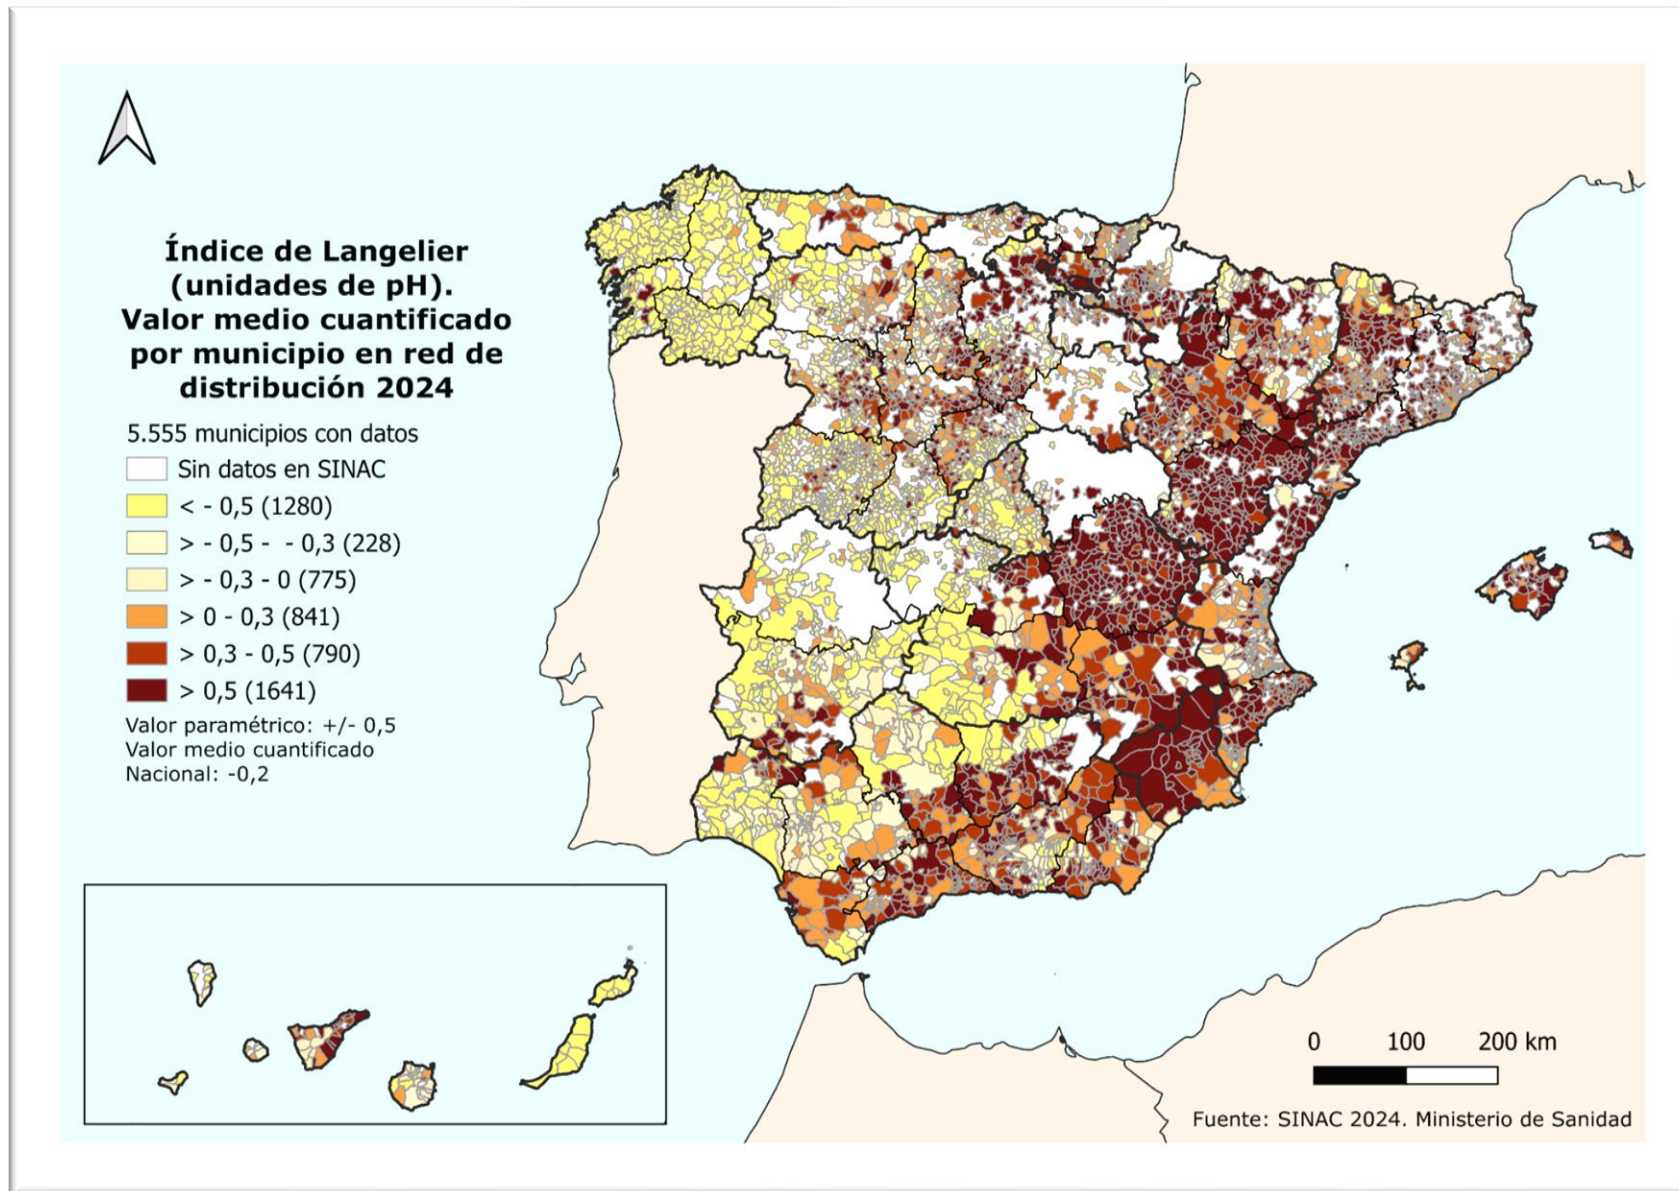 Índice de Langelier
(unidades de pH).
Valor medio cuantificado
por municipio en red de
distribución 2024
5.555 municipios con datos
Sin datos en SINAC
< - 0,5 (1280)
> - 0,5 - - 0,3 (228)
> - 0,3 - 0 (775)
> 0 - 0,3 (841)
> 0,3 - 0,5 (790)
> 0,5 (1641)
Valor paramétrico: +/- 0,5
Valor medio cuantificado
Nacional: -0,2
0 100 200 km
Fuente: SINAC 2024. Ministerio de Sanidad